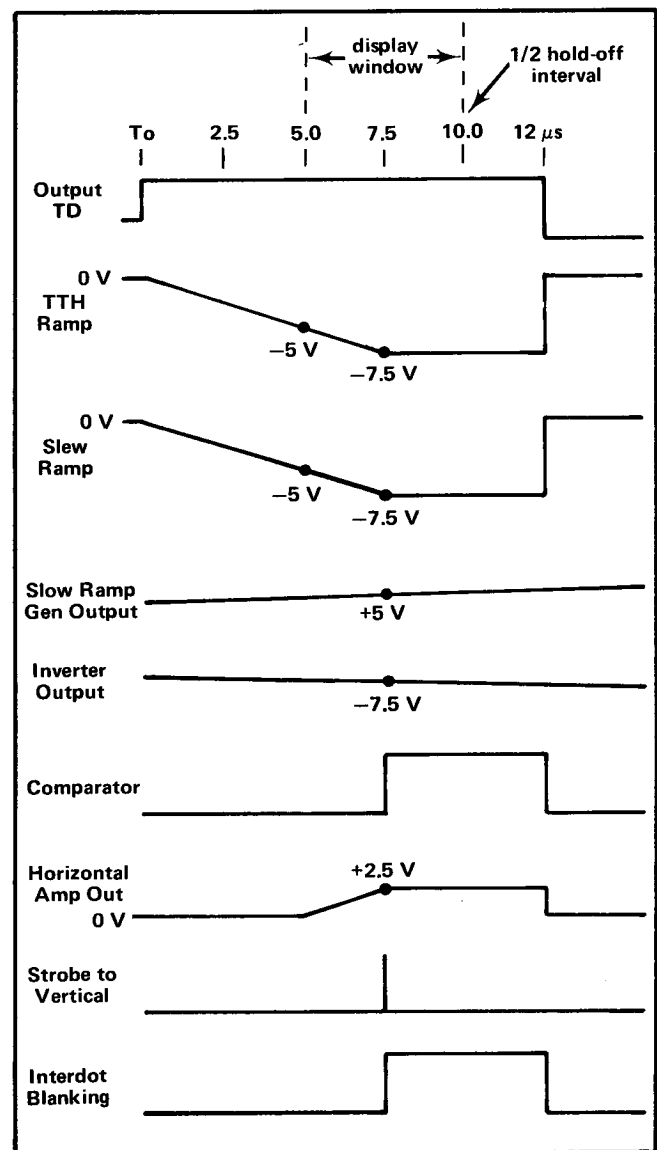 display
window
1/2 hold-off
interval
To 2.5 5.0 7.5 10.0 12 μs
Output
TD
0 V
TTH
Ramp
−5 V
−7.5 V
0 V
Slew
Ramp
−5 V
−7.5 V
Slow Ramp
Gen Output
+5 V
Inverter
Output
−7.5 V
Comparator
Horizontal
Amp Out
+2.5 V
0 V
Strobe to
Vertical
Interdot
Blanking